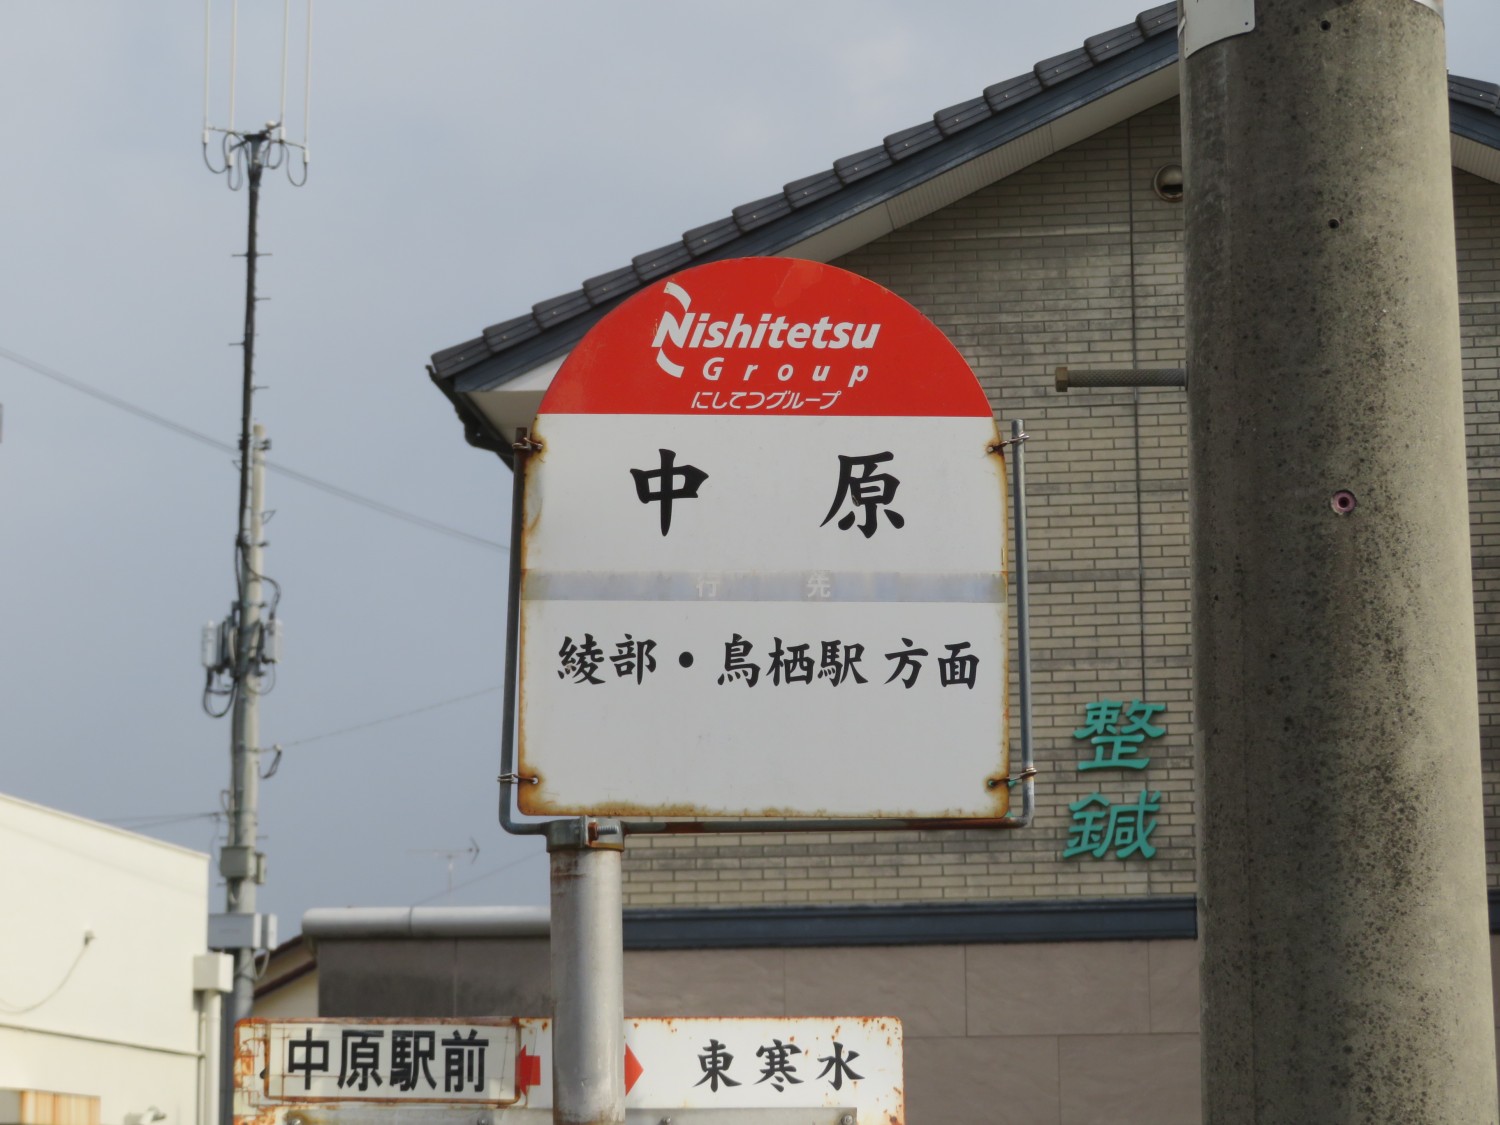 Nishitetsu
Group
にしてつグループ
中原
行先
綾部・鳥栖駅方面
整
鍼
中原駅前
東寒水